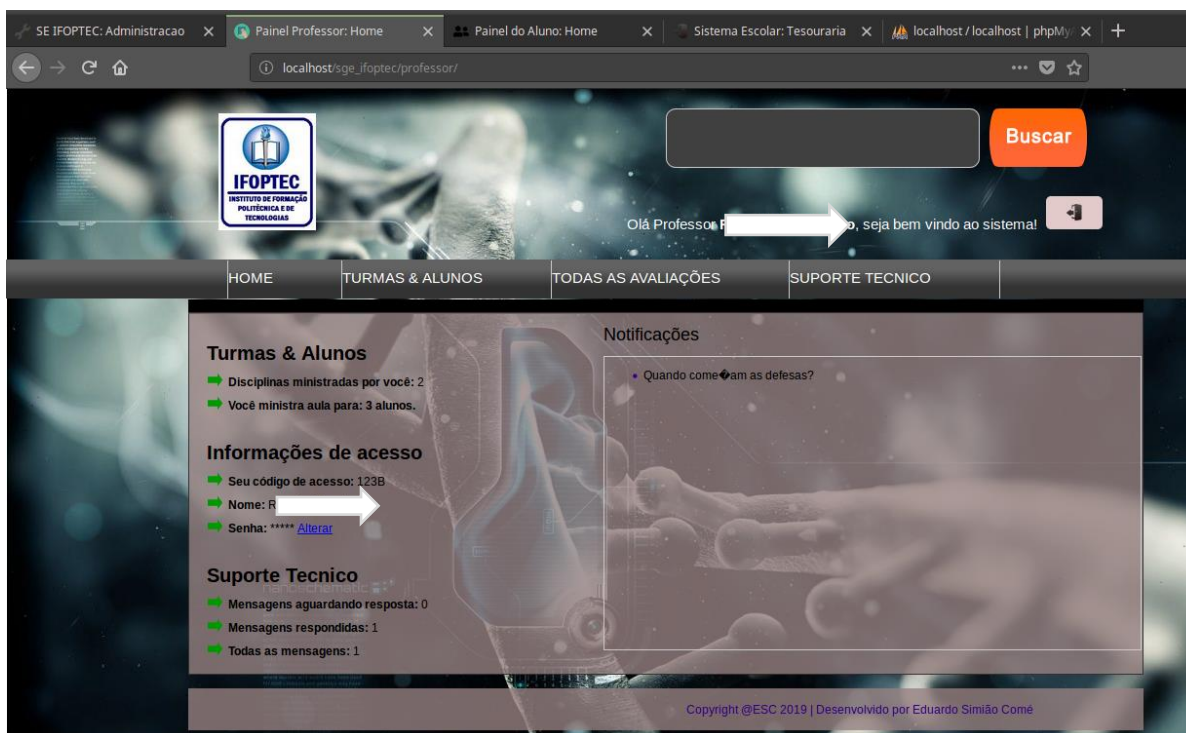 SE IFOPTEC: Administracao
Painel Professor: Home
Painel do Aluno: Home
Sistema Escolar: Tesouraria
localhost / localhost | phpMy
localhost/sge_ifoptec/professor/
Buscar
IFOPTEC
INSTITUTO DE FORMAÇÃO
POLITÉCNICA E DE
TECNOLOGIAS
Olá Professor o, seja bem vindo ao sistema!
HOME TURMAS & ALUNOS TODAS AS AVALIAÇÕES SUPORTE TECNICO
Turmas & Alunos
Disciplinas ministradas por você: 2
Você ministra aula para: 3 alunos.
Informações de acesso
Seu código de acesso: 123B
Nome: R
Senha: ***** Alterar
Suporte Tecnico
Mensagens aguardando resposta: 0
Mensagens respondidas: 1
Todas as mensagens: 1
Notificações
Quando come�am as defesas?
Copyright @ESC 2019 | Desenvolvido por Eduardo Simião Comé